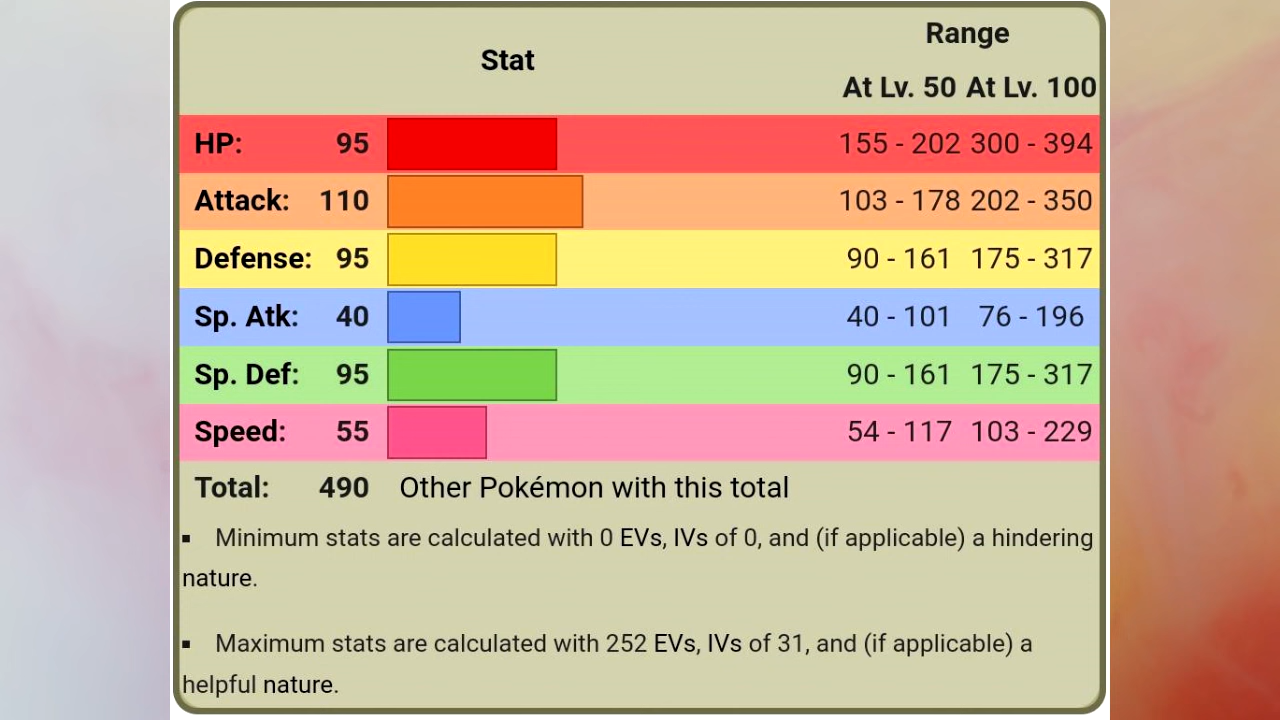 Stat
Range
At Lv. 50 At Lv. 100
HP: 95 155 - 202 300 - 394
Attack: 110 103 - 178 202 - 350
Defense: 95 90 - 161 175 - 317
Sp. Atk: 40 40 - 101 76 - 196
Sp. Def: 95 90 - 161 175 - 317
Speed: 55 54 - 117 103 - 229
Total: 490 Other Pokémon with this total
▪ Minimum stats are calculated with 0 EVs, IVs of 0, and (if applicable) a hindering
nature.
▪ Maximum stats are calculated with 252 EVs, IVs of 31, and (if applicable) a
helpful nature.